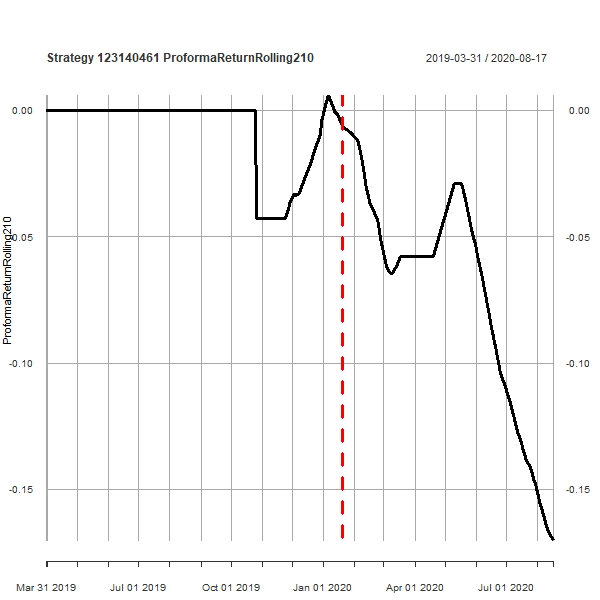 Strategy 123140461 ProformaReturnRolling210
2019-03-31 / 2020-08-17
0.00 0.00
-0.05 -0.05
-0.10 -0.10
-0.15 -0.15
ProformaReturnRolling210
Mar 31 2019 Jul 01 2019 Oct 01 2019 Jan 01 2020 Apr 01 2020 Jul 01 2020